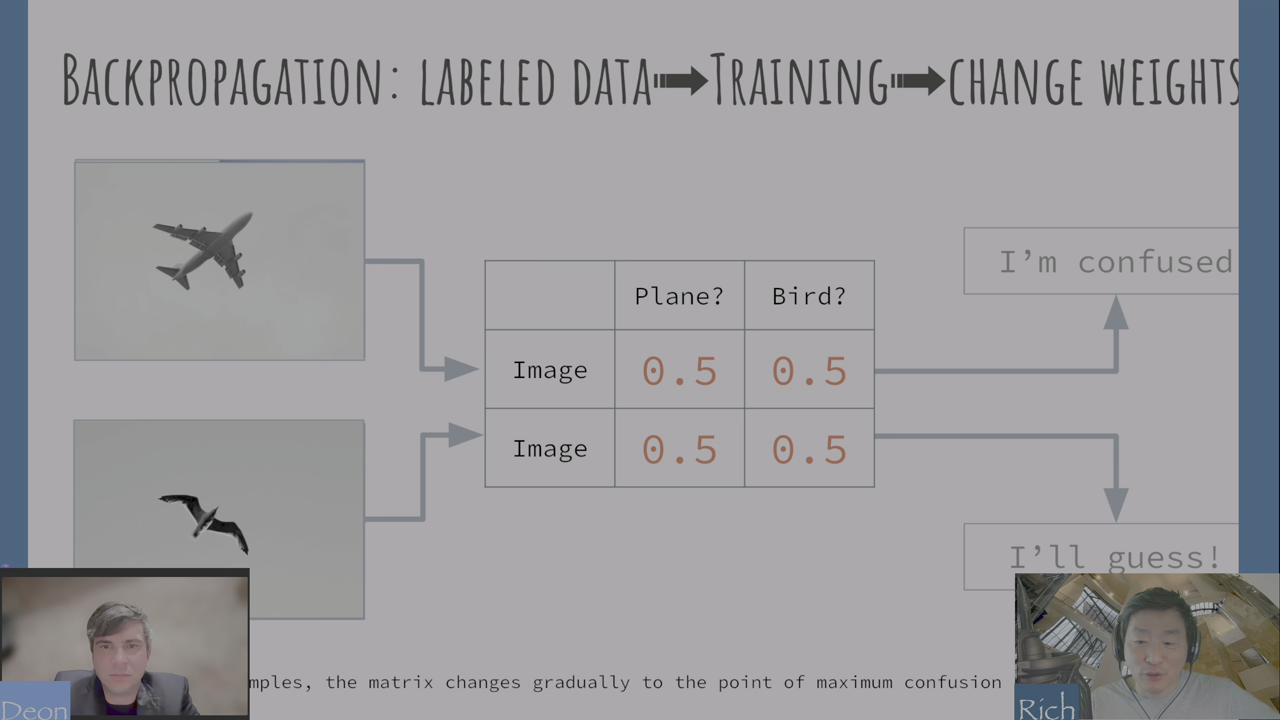 BACKPROPAGATION: LABELED DATA➟TRAINING➟CHANGE WEIGHTS
I'm confused
Plane? Bird?
Image 0.5 0.5
Image 0.5 0.5
I'll guess!
mples, the matrix changes gradually to the point of maximum confusion
Deon
Rich